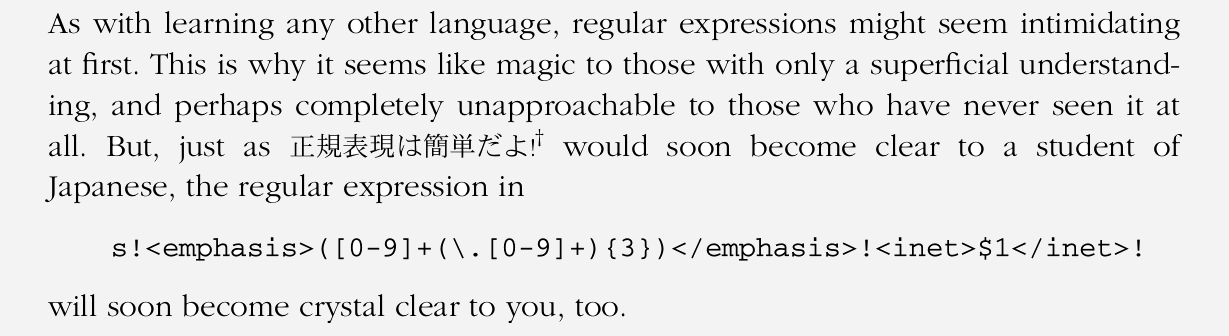 As with learning any other language, regular expressions might seem intimidating
at first. This is why it seems like magic to those with only a superficial understand-
ing, and perhaps completely unapproachable to those who have never seen it at
all. But, just as 正規表現は簡単だよ!† would soon become clear to a student of
Japanese, the regular expression in
s!<emphasis>([0-9]+(\.[0-9]+){3})</emphasis>!<inet>$1</inet>!
will soon become crystal clear to you, too.